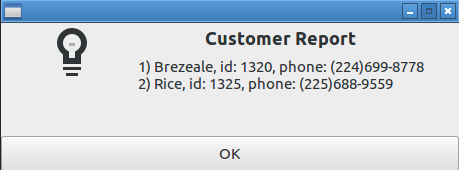 Customer Report
1) Brezeale, id: 1320, phone: (224)699-8778
2) Rice, id: 1325, phone: (225)688-9559
OK